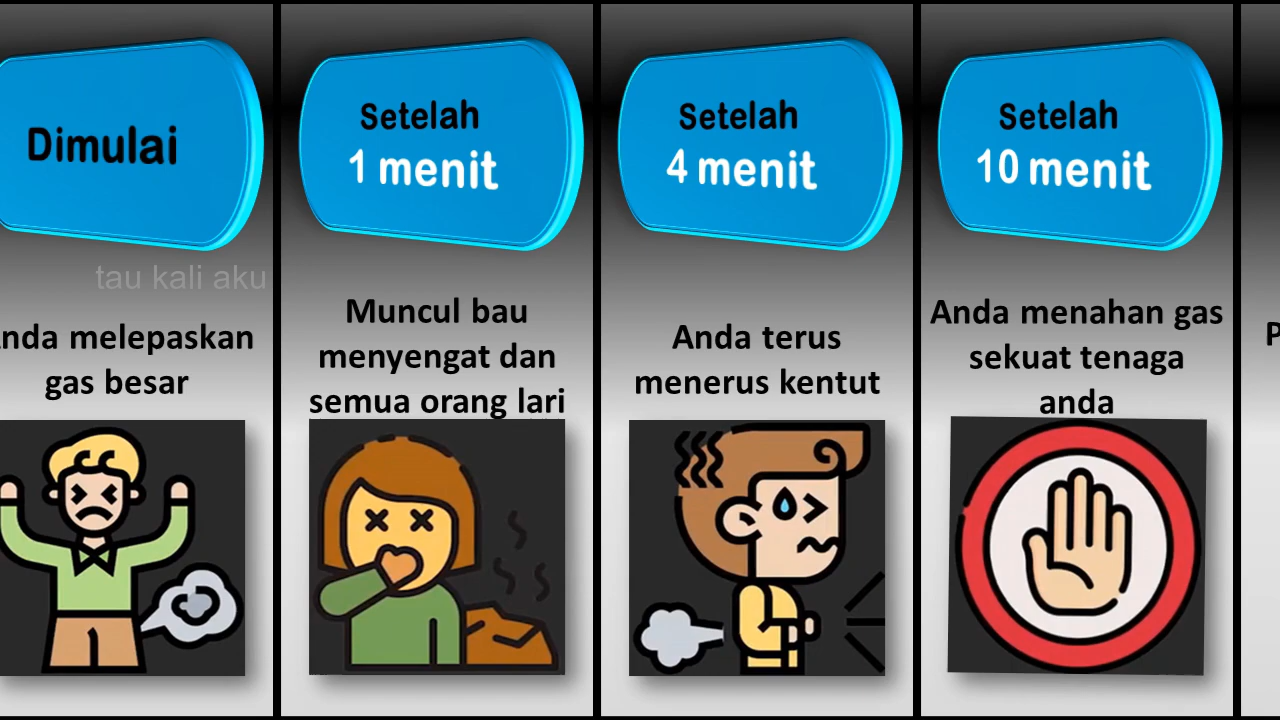 Dimulai
tau kali aku
nda melepaskan
gas besar
Setelah
1 menit
Muncul bau
menyengat dan
semua orang lari
Setelah
4 menit
Anda terus
menerus kentut
Setelah
10 menit
Anda menahan gas
sekuat tenaga
anda
P